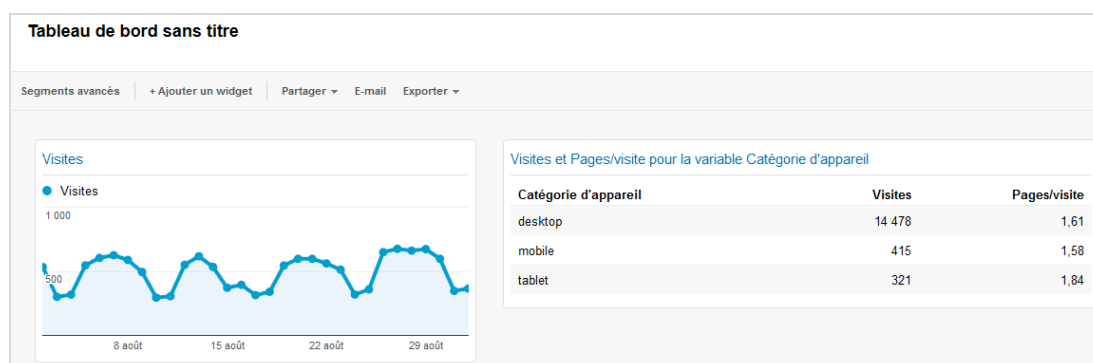 Tableau de bord sans titre
Segments avancés + Ajouter un widget Partager E-mail Exporter
Visites
Visites
1 000
500
8 août 15 août 22 août 29 août
Visites et Pages/visite pour la variable Catégorie d'appareil
Catégorie d'appareil Visites Pages/visite
desktop 14 478 1,61
mobile 415 1,58
tablet 321 1,84